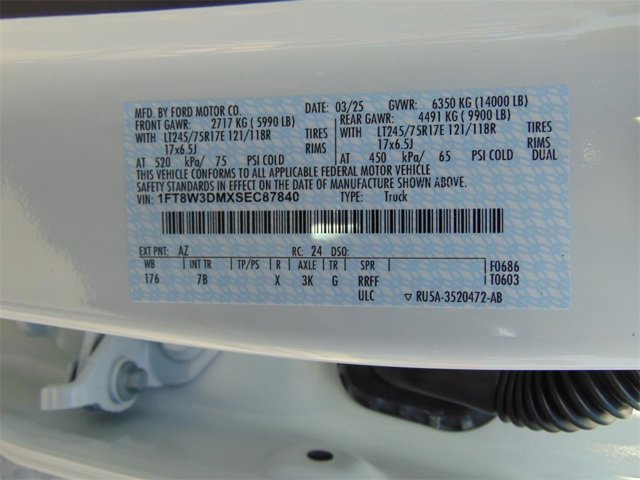 MFD. BY FORD MOTOR CO. DATE: 03/25 GVWR: 6350 KG (14000 LB)
FRONT GAWR: 2717 KG (5990 LB) REAR GAWR: 4491 KG (9900 LB)
WITH LT245/75R17E 121/118R TIRES WITH LT245/75R17E 121/118R TIRES
17x6.5J RIMS 17x6.5J RIMS
AT 520 kPa/ 75 PSI COLD AT 450 kPa/ 65 PSI COLD DUAL
THIS VEHICLE CONFORMS TO ALL APPLICABLE FEDERAL MOTOR VEHICLE
SAFETY STANDARDS IN EFFECT ON THE DATE OF MANUFACTURE SHOWN ABOVE.
VIN: 1FT8W3DMXSEC87840 TYPE: Truck
EXT PNT: AZ RC: 24 DSO:
WB INT TR TP/PS R AXLE TR SPR F0686
176 7B X 3K G RRFF T0603
ULC ▽ RU5A-3520472-AB